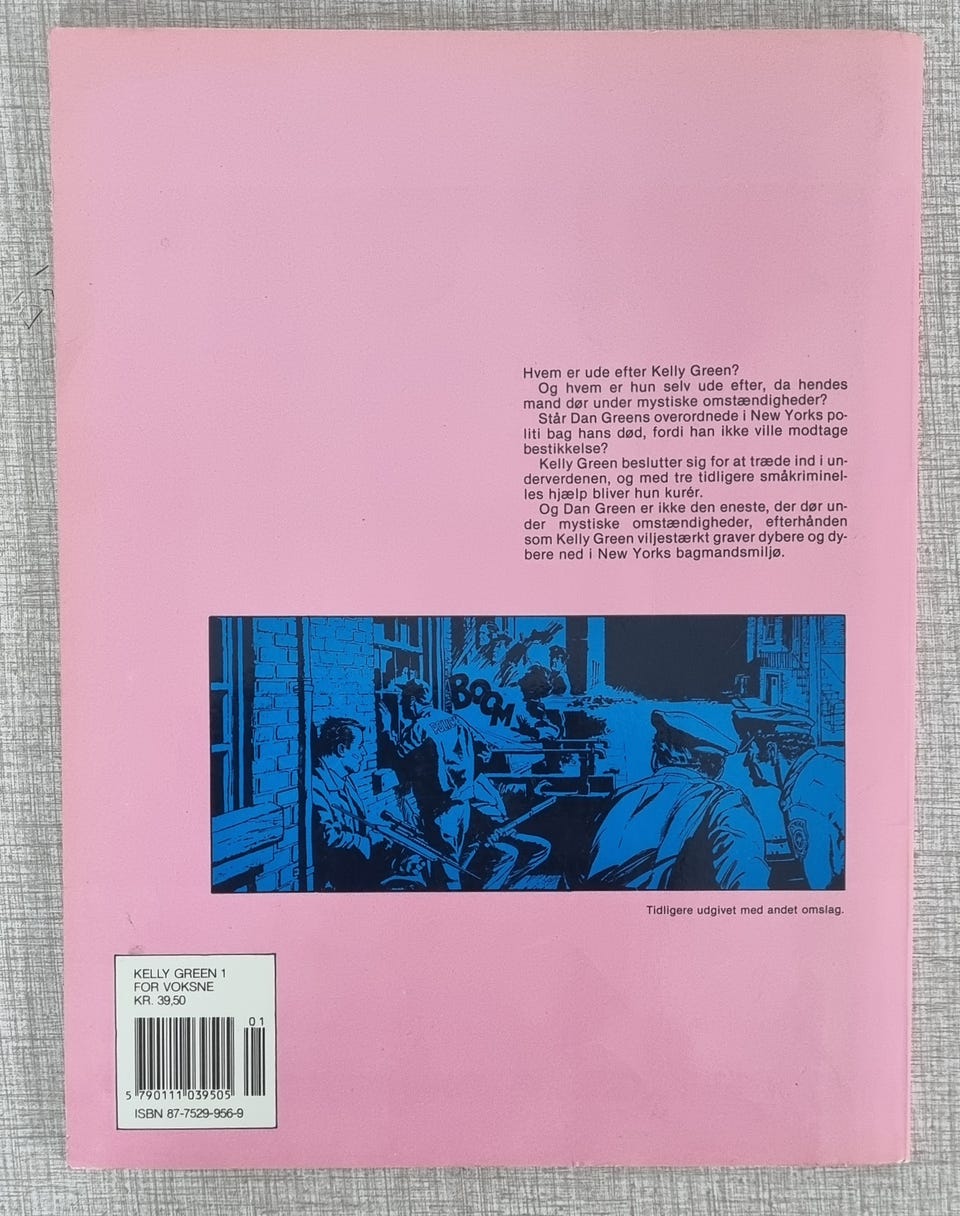 Hvem er ude efter Kelly Green?
Og hvem er hun selv ude efter, da hendes
mand dør under mystiske omstændigheder?
Står Dan Greens overordnede i New Yorks po-
liti bag hans død, fordi han ikke ville modtage
bestikkelse?
Kelly Green beslutter sig for at træde ind i un-
derverdenen, og med tre tidligere småkriminel-
les hjælp bliver hun kurér.
Og Dan Green er ikke den eneste, der dør un-
der mystiske omstændigheder, efterhånden
som Kelly Green viljestærkt graver dybere og dy-
bere ned i New Yorks bagmandsmiljø.
BOOM
POLICE
Tidligere udgivet med andet omslag.
KELLY GREEN 1
FOR VOKSNE
KR. 39,50
01
5 790111 039505
ISBN 87-7529-956-9